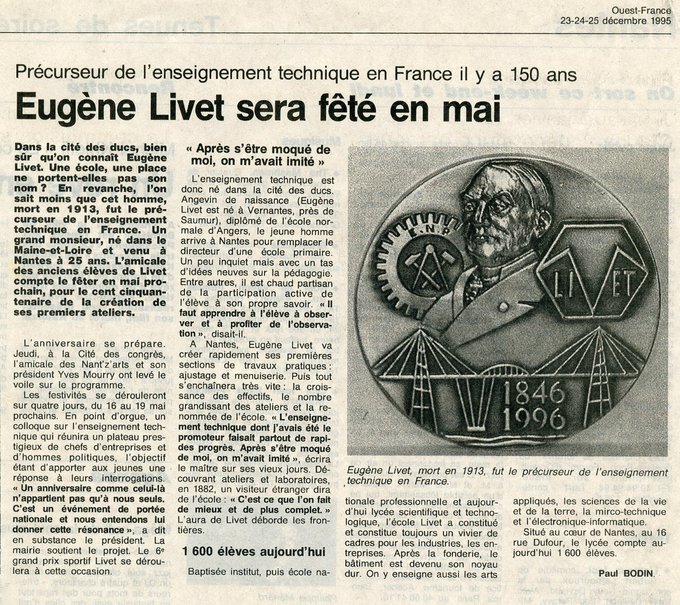 Ouest-France
23-24-25 décembre 1995
Précurseur de l'enseignement technique en France il y a 150 ans
Eugène Livet sera fêté en mai
Dans la cité des ducs, bien
sûr qu'on connaît Eugène
Livet. Une école, une place
ne portent-elles pas son
nom ? En revanche, l'on
sait moins que cet homme,
mort en 1913, fut le pré-
curseur de l'enseignement
technique en France. Un
grand monsieur, né dans le
Maine-et-Loire et venu à
Nantes à 25 ans. L'amicale
des anciens élèves de Livet
compte le fêter en mai pro-
chain, pour le cent cinquan-
tenaire de la création de
ses premiers ateliers.
L'anniversaire se prépare.
Jeudi, à la Cité des congrès,
l'amicale des Nant'z'arts et son
président Yves Mourry ont levé le
voile sur le programme.
Les festivités se dérouleront
sur quatre jours, du 16 au 19 mai
prochains. En point d'orgue, un
colloque sur l'enseignement tech-
nique qui réunira un plateau pres-
tigieux de chefs d'entreprises et
d'hommes politiques, l'objectif
étant d'apporter aux jeunes une
réponse à leurs interrogations.
« Un anniversaire comme celui-là
n'appartient pas qu'à nous seuls.
C'est un événement de portée
nationale et nous entendons lui
donner cette résonance », a dit
en substance le président. La
mairie soutient le projet. Le 6e
grand prix sportif Livet se dérou-
lera à cette occasion.
« Après s'être moqué de
moi, on m'avait imité »
L'enseignement technique est
donc né dans la cité des ducs.
Angevin de naissance (Eugène
Livet est né à Vernantes, près de
Saumur), diplômé de l'école nor-
male d'Angers, le jeune homme
arrive à Nantes pour remplacer le
directeur d'une école primaire.
Un peu inquiet mais avec un tas
d'idées neuves sur la pédagogie.
Entre autres, il est chaud partisan
de la participation active de
l'élève à son propre savoir. « Il
faut apprendre à l'élève à obser-
ver et à profiter de l'observa-
tion », disait-il.
A Nantes, Eugène Livet va
créer rapidement ses premières
sections de travaux pratiques :
ajustage et menuiserie. Puis tout
s'enchaînera très vite : la crois-
sance des effectifs, le nombre
grandissant des ateliers et la re-
nommée de l'école. « L'enseigne-
ment technique dont j'avais été le
promoteur faisait partout de rapi-
des progrès. Après s'être moqué
de moi, on m'avait imité », écrira
le maître sur ses vieux jours. Dé-
couvrant ateliers et laboratoires,
en 1882, un visiteur étranger dira
de l'école : « C'est ce que l'on fait
de mieux et de plus complet. »
L'aura de Livet déborde les fron-
tières.
1 600 élèves aujourd'hui
Baptisée institut, puis école na-
E.N.P
LIVET
1846
1996
Eugène Livet, mort en 1913, fut le précurseur de l'enseignement
technique en France.
tionale professionnelle et aujour-
d'hui lycée scientifique et techno-
logique, l'école Livet a constitué
et constitue toujours un vivier de
cadres pour les industries, les en-
treprises. Après la fonderie, le
bâtiment est devenu son noyau
dur. On y enseigne aussi les arts
appliqués, les sciences de la vie
et de la terre, la mirco-technique
et l'électronique-informatique.
Situé au cœur de Nantes, au 16
rue Dufour, le lycée compte au-
jourd'hui 1 600 élèves.
Paul BODIN.